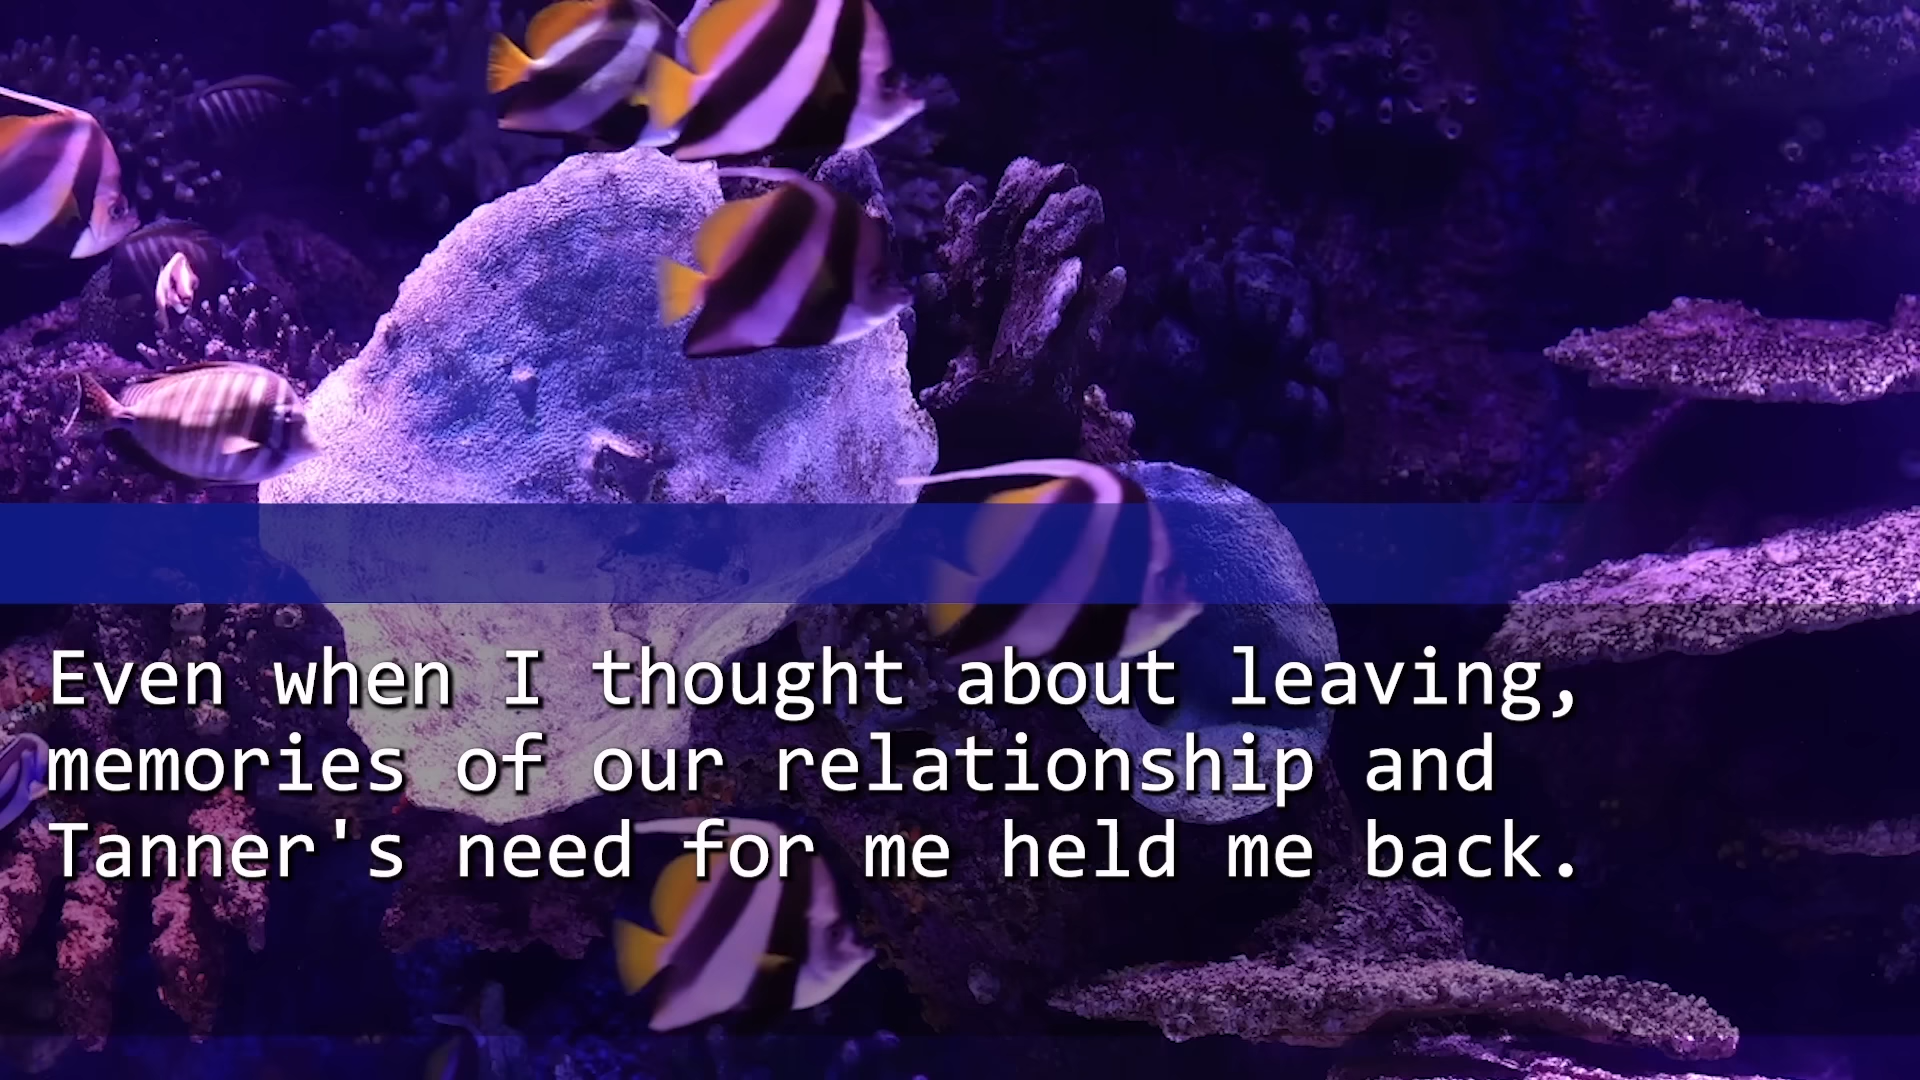 Even when I thought about leaving,
memories of our relationship and
Tanner's need for me held me back.